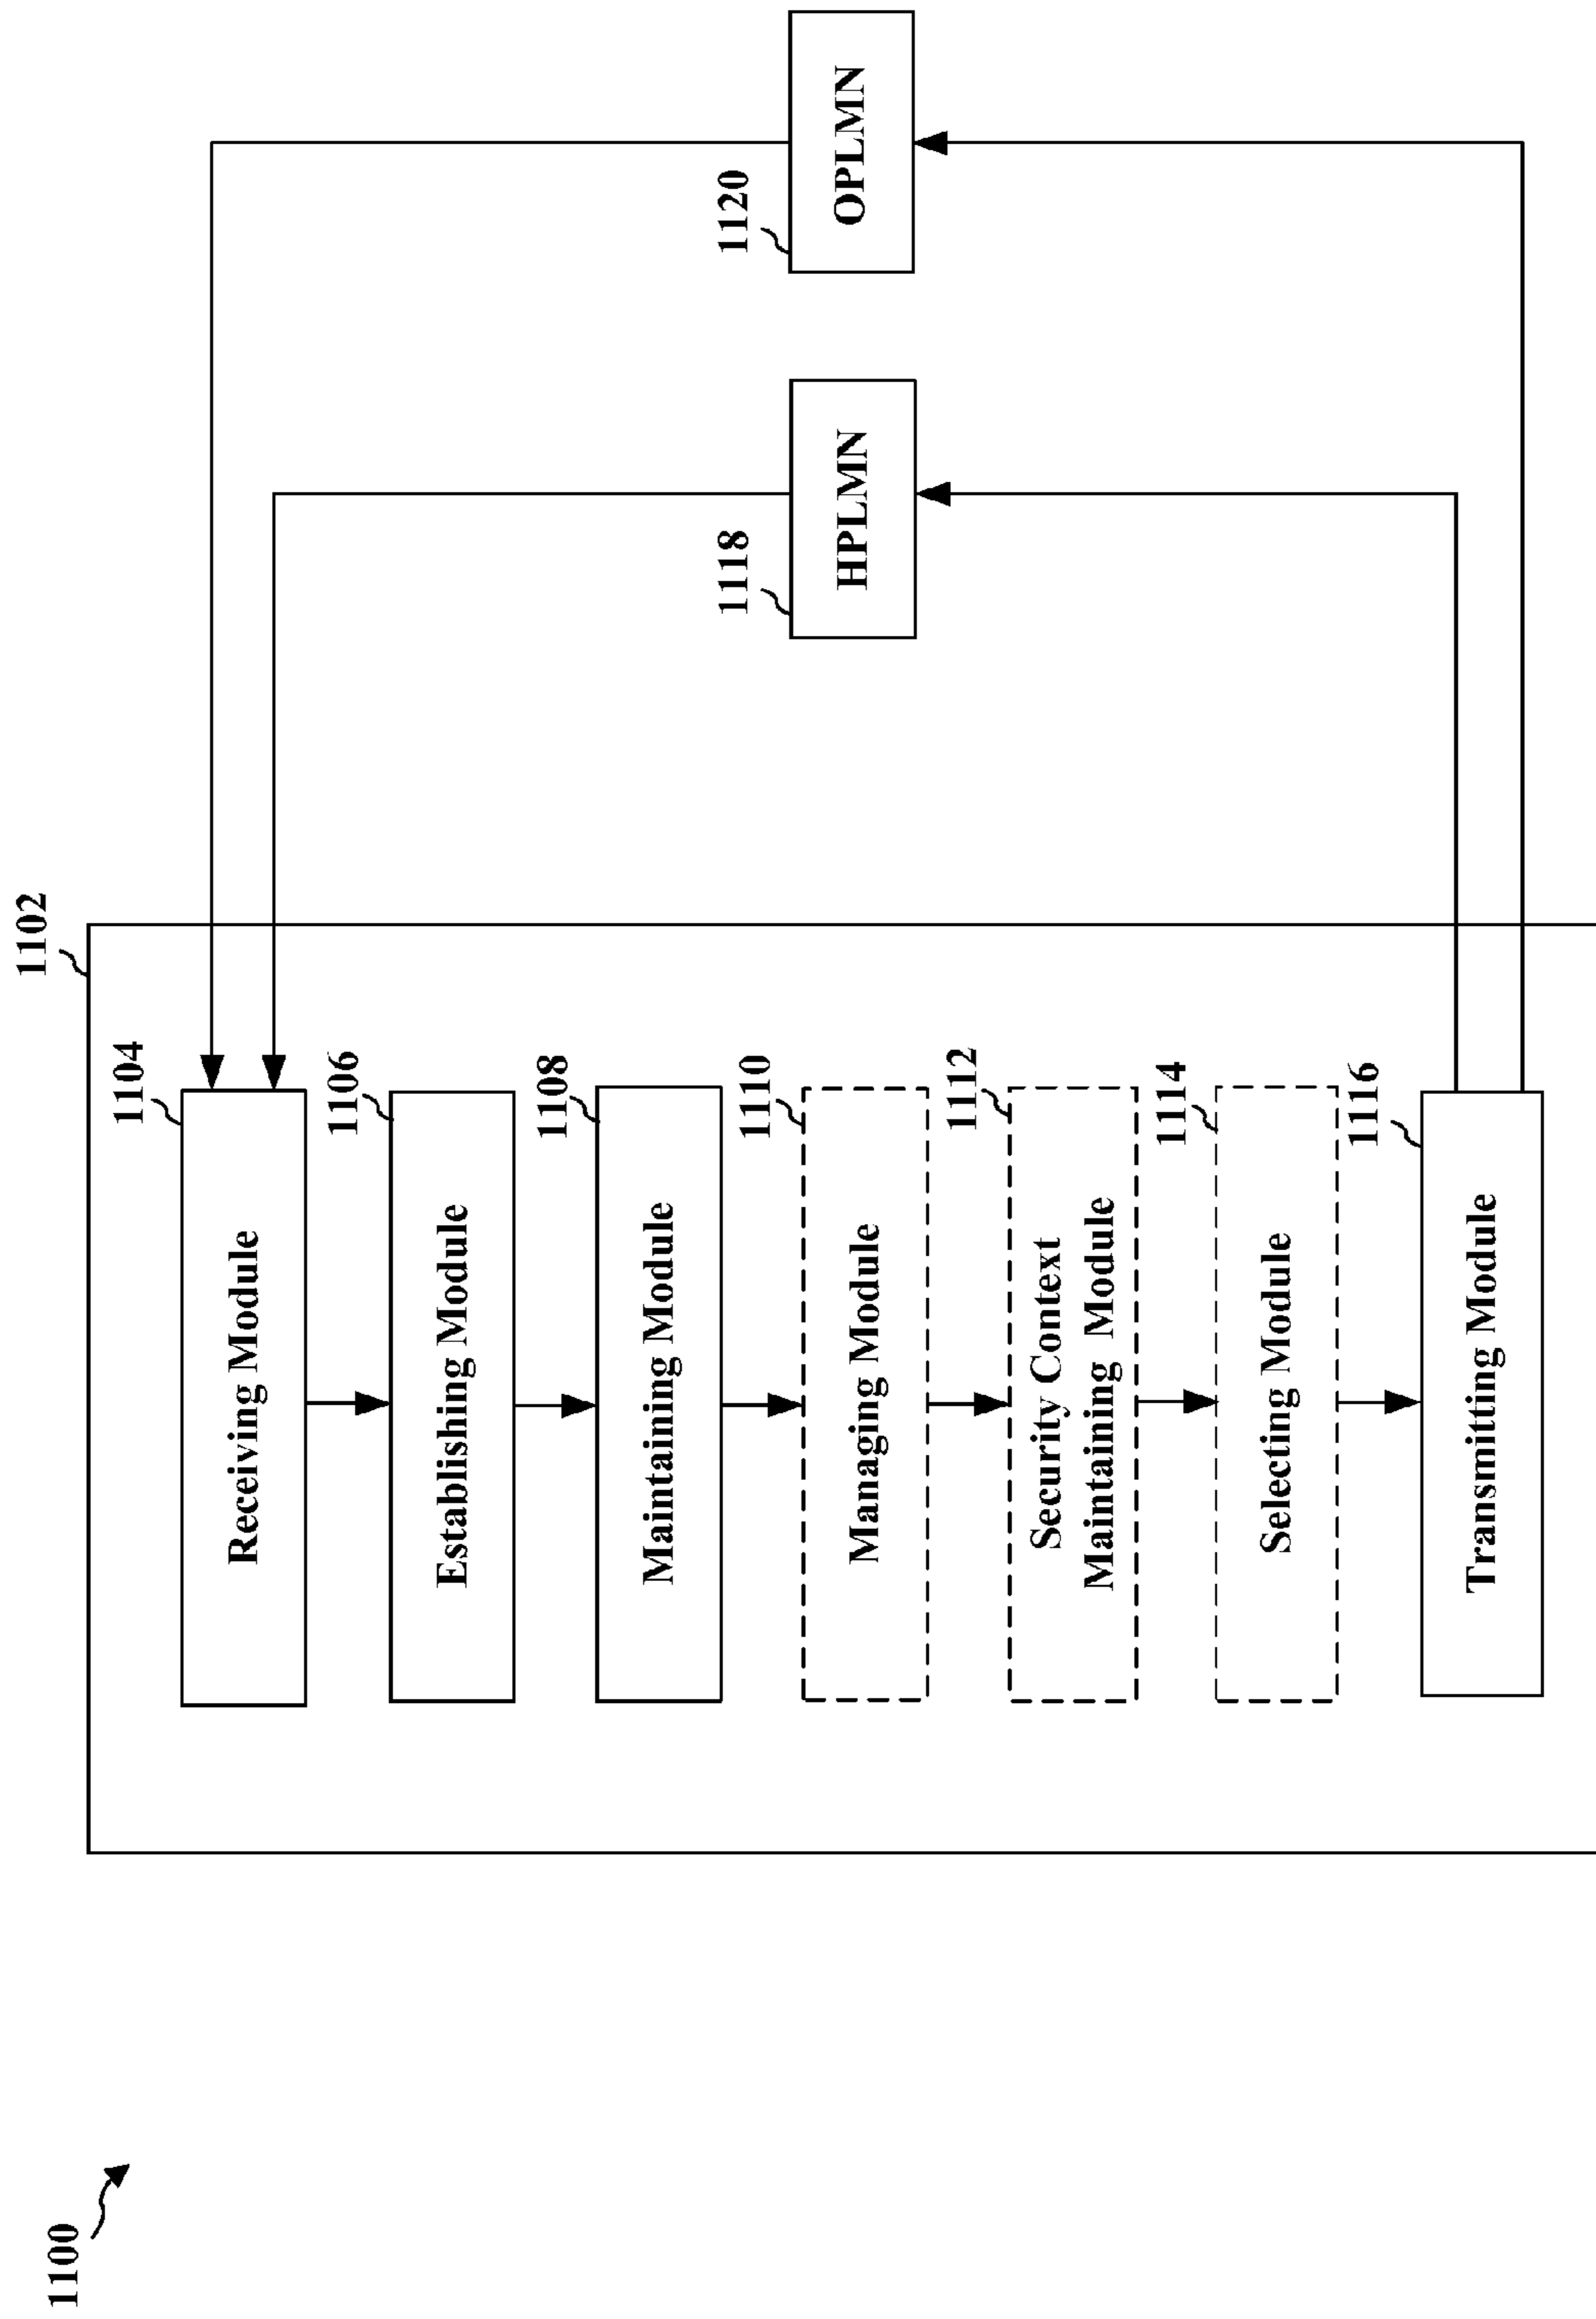 1100
1102
1104
Receiving Module
1106
Establishing Module
1108
Maintaining Module
1110
Managing Module
1112
Security Context
Maintaining Module
1114
Selecting Module
1116
Transmitting Module
1118
HPLMN
1120
OPLMN